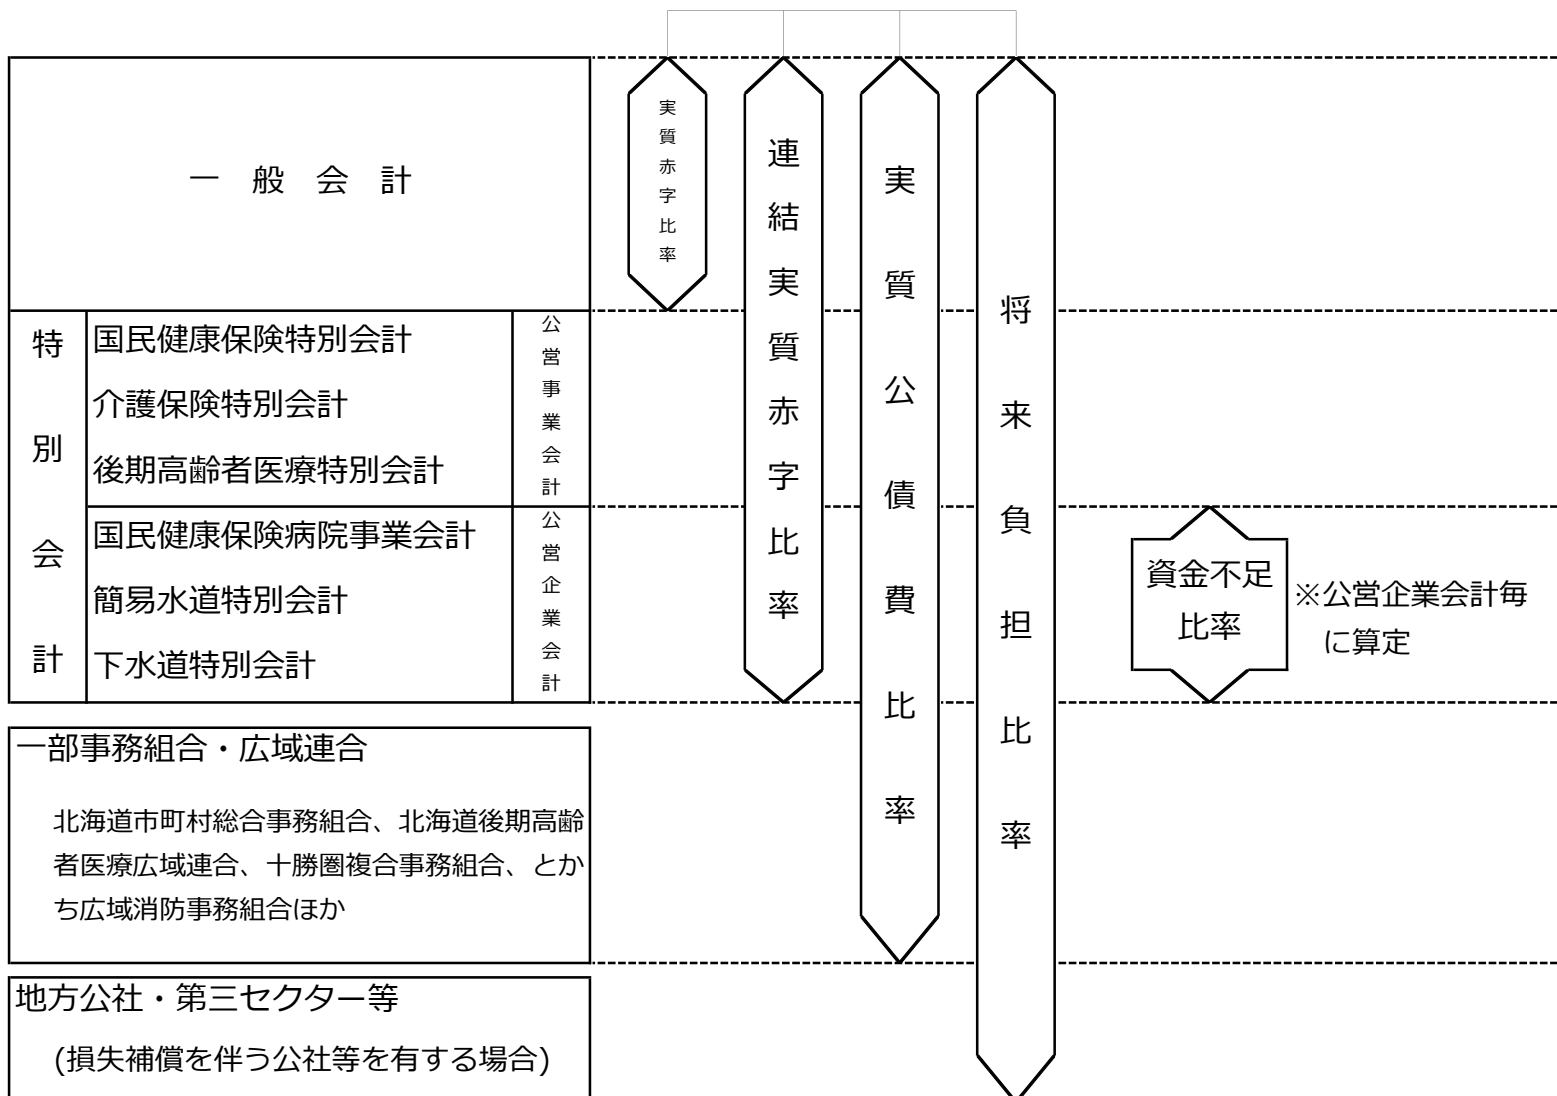 一般会計
特別会計
国民健康保険特別会計
介護保険特別会計
後期高齢者医療特別会計
公営事業会計
国民健康保険病院事業会計
簡易水道特別会計
下水道特別会計
公営企業会計
一部事務組合・広域連合
北海道市町村総合事務組合、北海道後期高齢
者医療広域連合、十勝圏複合事務組合、とか
ち広域消防事務組合ほか
地方公社・第三セクター等
(損失補償を伴う公社等を有する場合)
実質赤字比率
連結実質赤字比率
実質公債費比率
将来負担比率
資金不足
比率
※公営企業会計毎
に算定